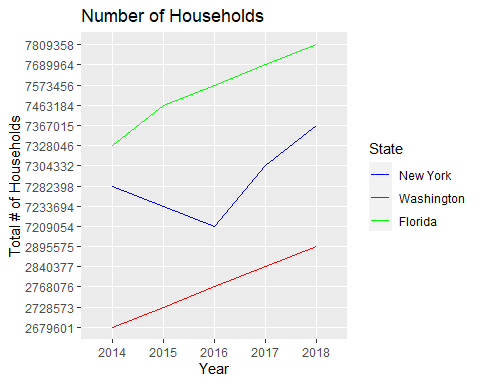 Number of Households
7809358
7689964
7573456
7463184
7367015
7328046
7304332
7282398
7233694
7209054
2895575
2840377
2768076
2728573
2679601
Total # of Households
2014 2015 2016 2017 2018
Year
State
New York
Washington
Florida